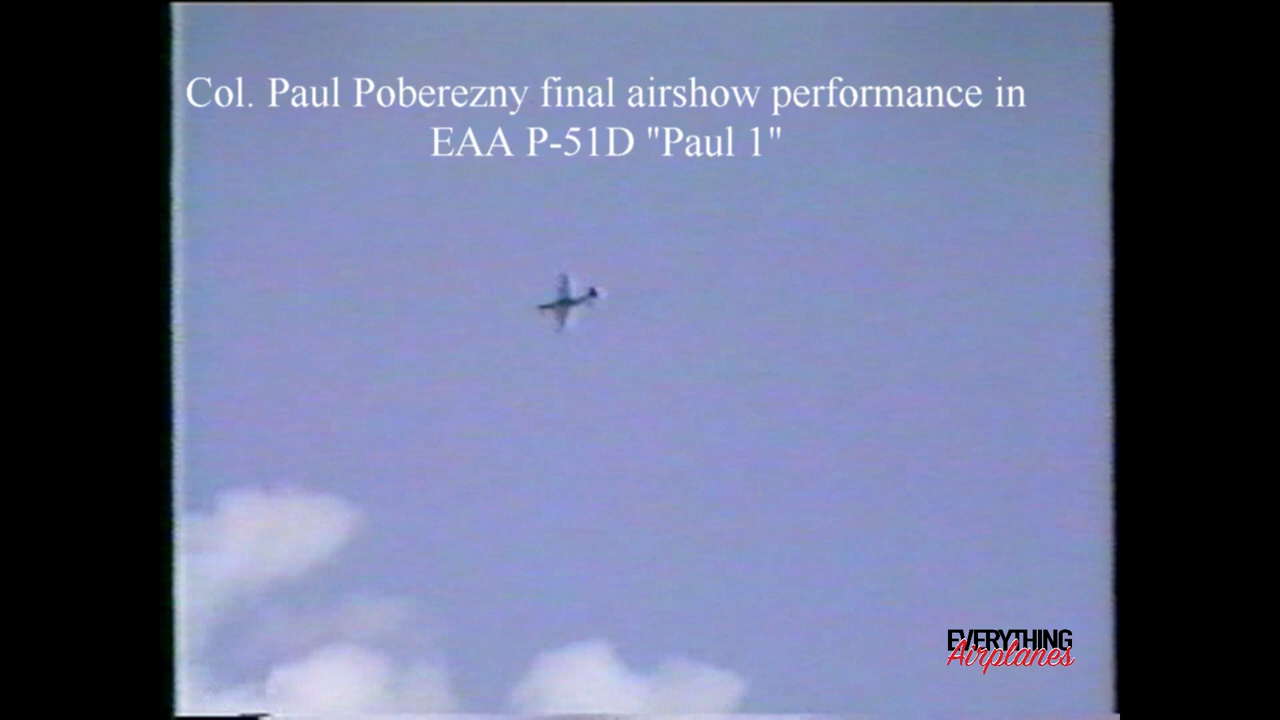 Col. Paul Poberezny final airshow performance in
EAA P-51D "Paul 1"
EVERYTHING
Airplanes